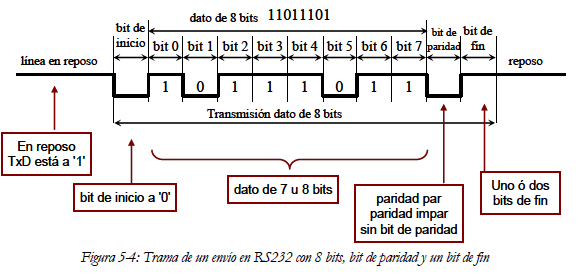 bit de inicio
dato de 8 bits 11011101
bit de paridad
bit de fin
línea en reposo
bit 0 bit 1 bit 2 bit 3 bit 4 bit 5 bit 6 bit 7
reposo
1 0 1 1 1 0 1 1
Transmisión dato de 8 bits
En reposo
TxD está a '1'
bit de inicio a '0'
dato de 7 u 8 bits
paridad par
paridad impar
sin bit de paridad
Uno ó dos
bits de fin
Figura 5-4: Trama de un envío en RS232 con 8 bits, bit de paridad y un bit de fin